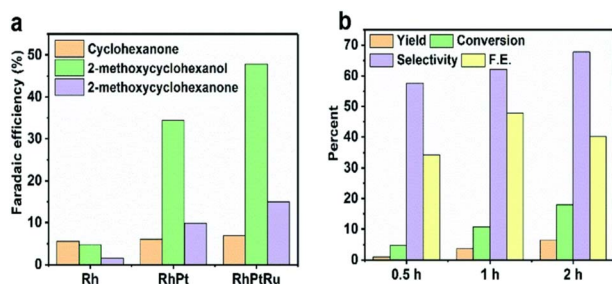 a
Cyclohexanone
2-methoxycyclohexanol
2-methoxycyclohexanone
Faradaic efficiency (%)
50
40
30
20
10
0
Rh RhPt RhPtRu
b
Yield Conversion
Selectivity F.E.
Percent
70
60
50
40
30
20
10
0
0.5 h 1 h 2 h